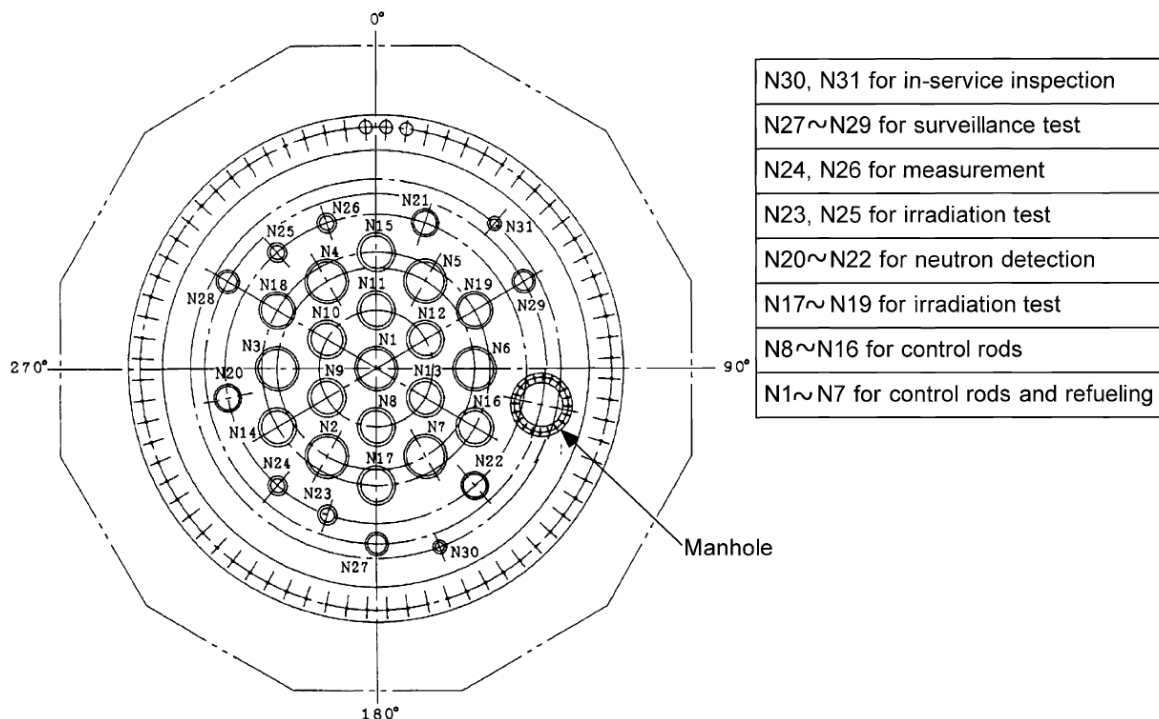 0°
N30, N31 for in-service inspection
N27～N29 for surveillance test
N24, N26 for measurement
N23, N25 for irradiation test
N20～N22 for neutron detection
N17～N19 for irradiation test
N8～N16 for control rods
N1～N7 for control rods and refueling
N26
N21
N31
N25
N15
N4
N5
N28
N18
N11
N19
N29
N10
N12
N3
N1
N6
270°
90°
N20
N9
N13
N8
N16
N14
N2
N7
N17
N22
N24
N23
N27
N30
Manhole
180°